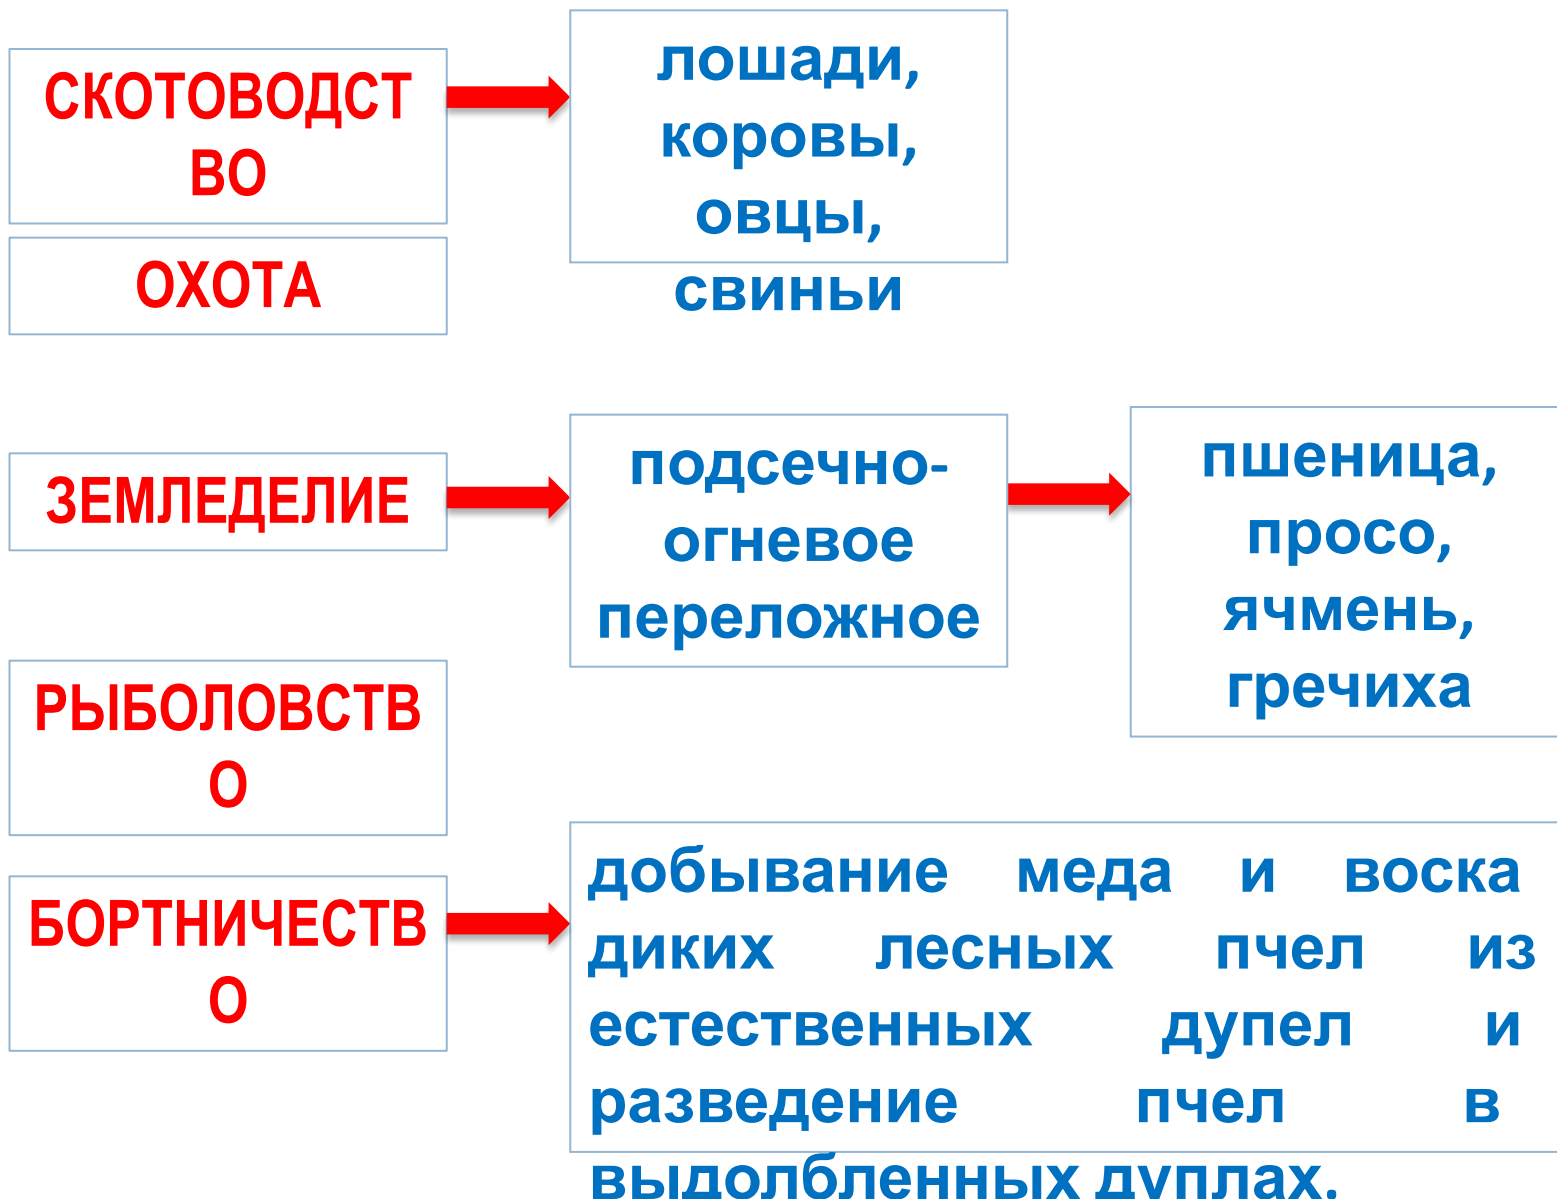 СКОТОВОДСТ
ВО
лошади,
коровы,
овцы,
свиньи
ОХОТА
ЗЕМЛЕДЕЛИЕ
подсечно-
огневое
переложное
пшеница,
просо,
ячмень,
гречиха
РЫБОЛОВСТВ
О
БОРТНИЧЕСТВ
О
добывание меда и воска
диких лесных пчел из
естественных дупел и
разведение пчел в
выдолбленных дуплах.